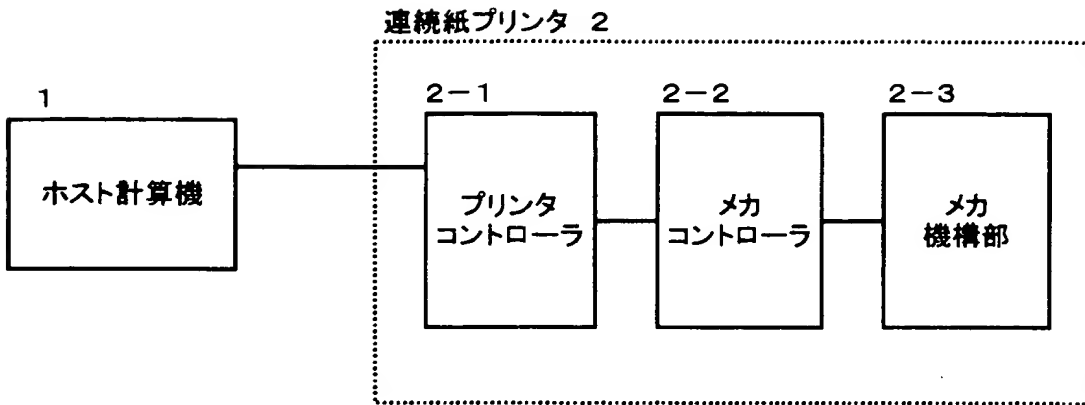 連続紙プリンタ 2
1
ホスト計算機
2-1
プリンタ
コントローラ
2-2
メカ
コントローラ
2-3
メカ
機構部